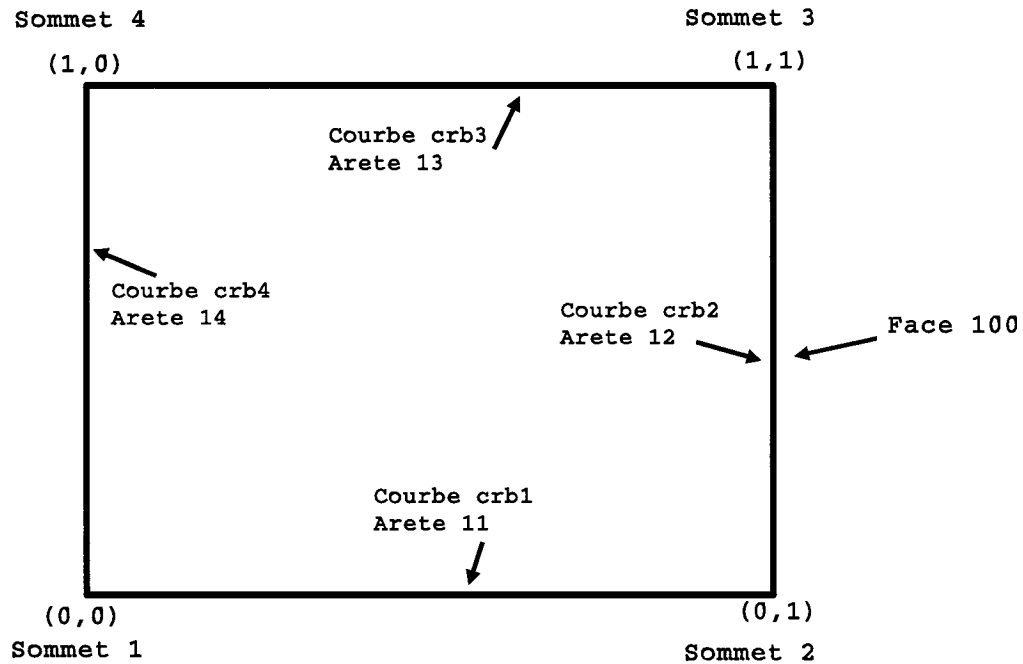 Sommet 4
Sommet 3
(1,0)
(1,1)
Courbe crb3
Arete 13
Courbe crb4
Arete 14
Courbe crb2
Arete 12
Face 100
Courbe crb1
Arete 11
(0,0)
(0,1)
Sommet 1
Sommet 2